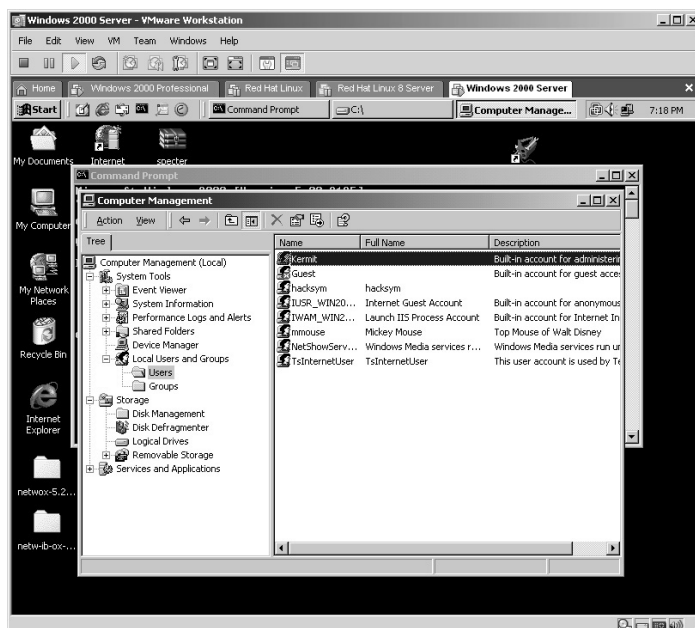 Windows 2000 Server - VMware Workstation
File Edit View VM Team Windows Help
Home Windows 2000 Professional Red Hat Linux Red Hat Linux 8 Server Windows 2000 Server
Start Command Prompt C:\ Computer Manage... 7:18 PM
My Documents Internet specter
Command Prompt
Computer Management
Action View
Tree
Name Full Name Description
Computer Management (Local)
System Tools
Event Viewer
System Information
Performance Logs and Alerts
Shared Folders
Device Manager
Local Users and Groups
Users
Groups
Storage
Disk Management
Disk Defragmenter
Logical Drives
Removable Storage
Services and Applications
Kermit Built-in account for administerin
Guest Built-in account for guest acces
hacksym hacksym
IUSR_WIN20... Internet Guest Account Built-in account for anonymous
IWAM_WIN2... Launch IIS Process Account Built-in account for Internet In
mmouse Mickey Mouse Top Mouse of Walt Disney
NetShowServ... Windows Media services r... Windows Media services run ur
TsInternetUser TsInternetUser This user account is used by Te
My Computer
My Network
Places
Recycle Bin
Internet
Explorer
netwox-5.2...
netw-ib-ox-...